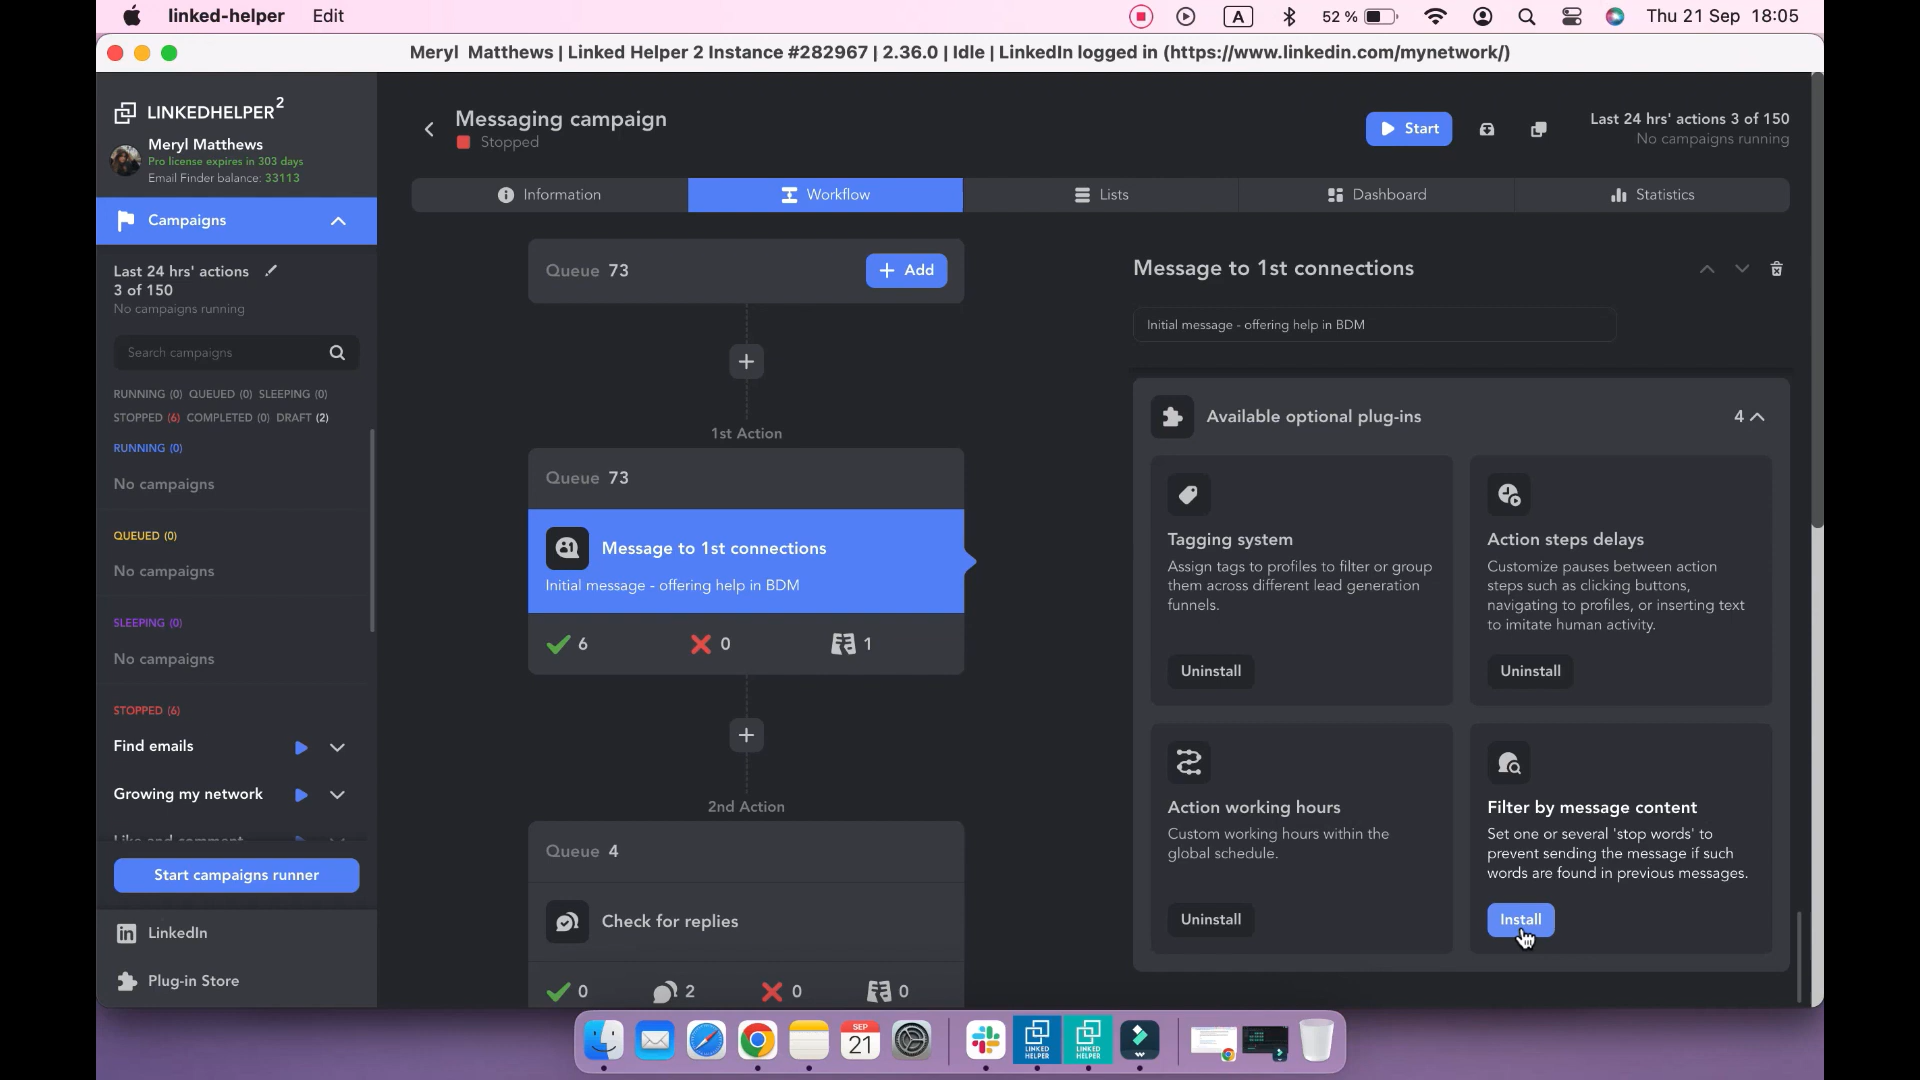 linked-helper Edit
A
52 %
Thu 21 Sep 18:05
Meryl Matthews | Linked Helper 2 Instance #282967 | 2.36.0 | Idle | LinkedIn logged in (https://www.linkedin.com/mynetwork/)
LINKEDHELPER2
Meryl Matthews
Pro license expires in 303 days
Email Finder balance: 33113
Campaigns
Last 24 hrs' actions
3 of 150
No campaigns running
Search campaigns
RUNNING (0) QUEUED (0) SLEEPING (0)
STOPPED (6) COMPLETED (0) DRAFT (2)
RUNNING (0)
No campaigns
QUEUED (0)
No campaigns
SLEEPING (0)
No campaigns
STOPPED (6)
Find emails
Growing my network
Like and comment
Start campaigns runner
LinkedIn
Plug-in Store
Messaging campaign
Stopped
Start
Last 24 hrs' actions 3 of 150
No campaigns running
Information
Workflow
Lists
Dashboard
Statistics
Queue 73
Add
1st Action
Queue 73
Message to 1st connections
Initial message - offering help in BDM
6
0
1
2nd Action
Queue 4
Check for replies
0
2
0
0
Message to 1st connections
Initial message - offering help in BDM
Available optional plug-ins
4
Tagging system
Assign tags to profiles to filter or group
them across different lead generation
funnels.
Uninstall
Action steps delays
Customize pauses between action
steps such as clicking buttons,
navigating to profiles, or inserting text
to imitate human activity.
Uninstall
Action working hours
Custom working hours within the
global schedule.
Uninstall
Filter by message content
Set one or several 'stop words' to
prevent sending the message if such
words are found in previous messages.
Install
SEP
21
LINKED
HELPER
LINKED
HELPER